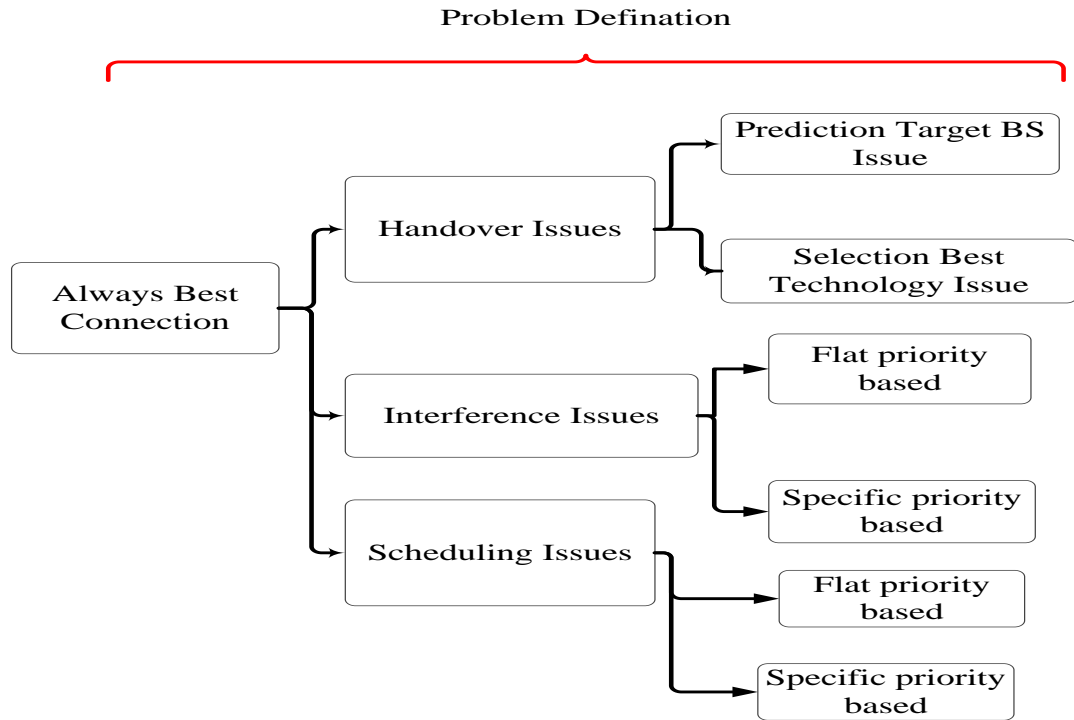 Problem Defination
Prediction Target BS
Issue
Handover Issues
Selection Best
Technology Issue
Always Best
Connection
Flat priority
based
Interference Issues
Specific priority
based
Scheduling Issues
Flat priority
based
Specific priority
based